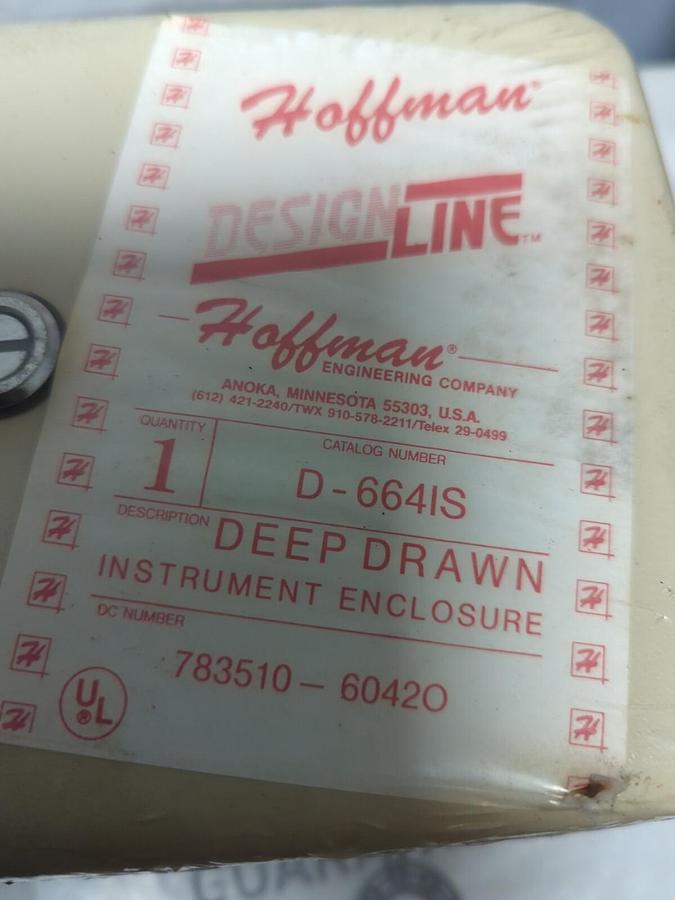 Hoffman®
DESIGN LINE™
Hoffman®
ENGINEERING COMPANY
ANOKA, MINNESOTA 55303, U.S.A.
(612) 421-2240/TWX 910-578-2211/Telex 29-0499
QUANTITY
1
CATALOG NUMBER
D-664IS
DESCRIPTION
DEEP DRAWN
INSTRUMENT ENCLOSURE
DC NUMBER
783510-60420
UL®